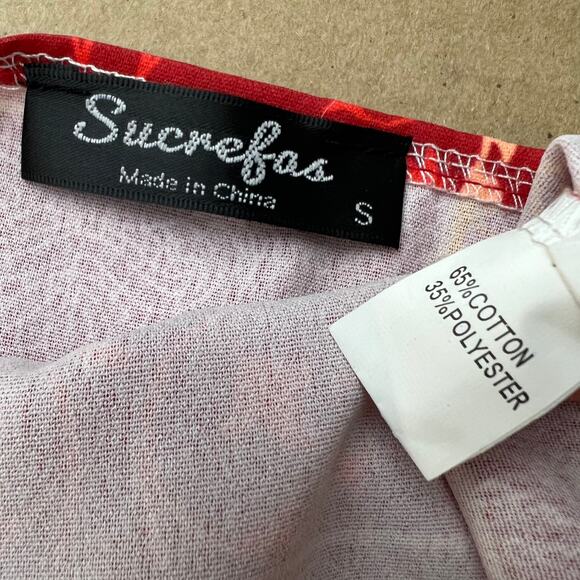 Sucrefas
Made in China
S
65%COTTON
35%POLYESTER